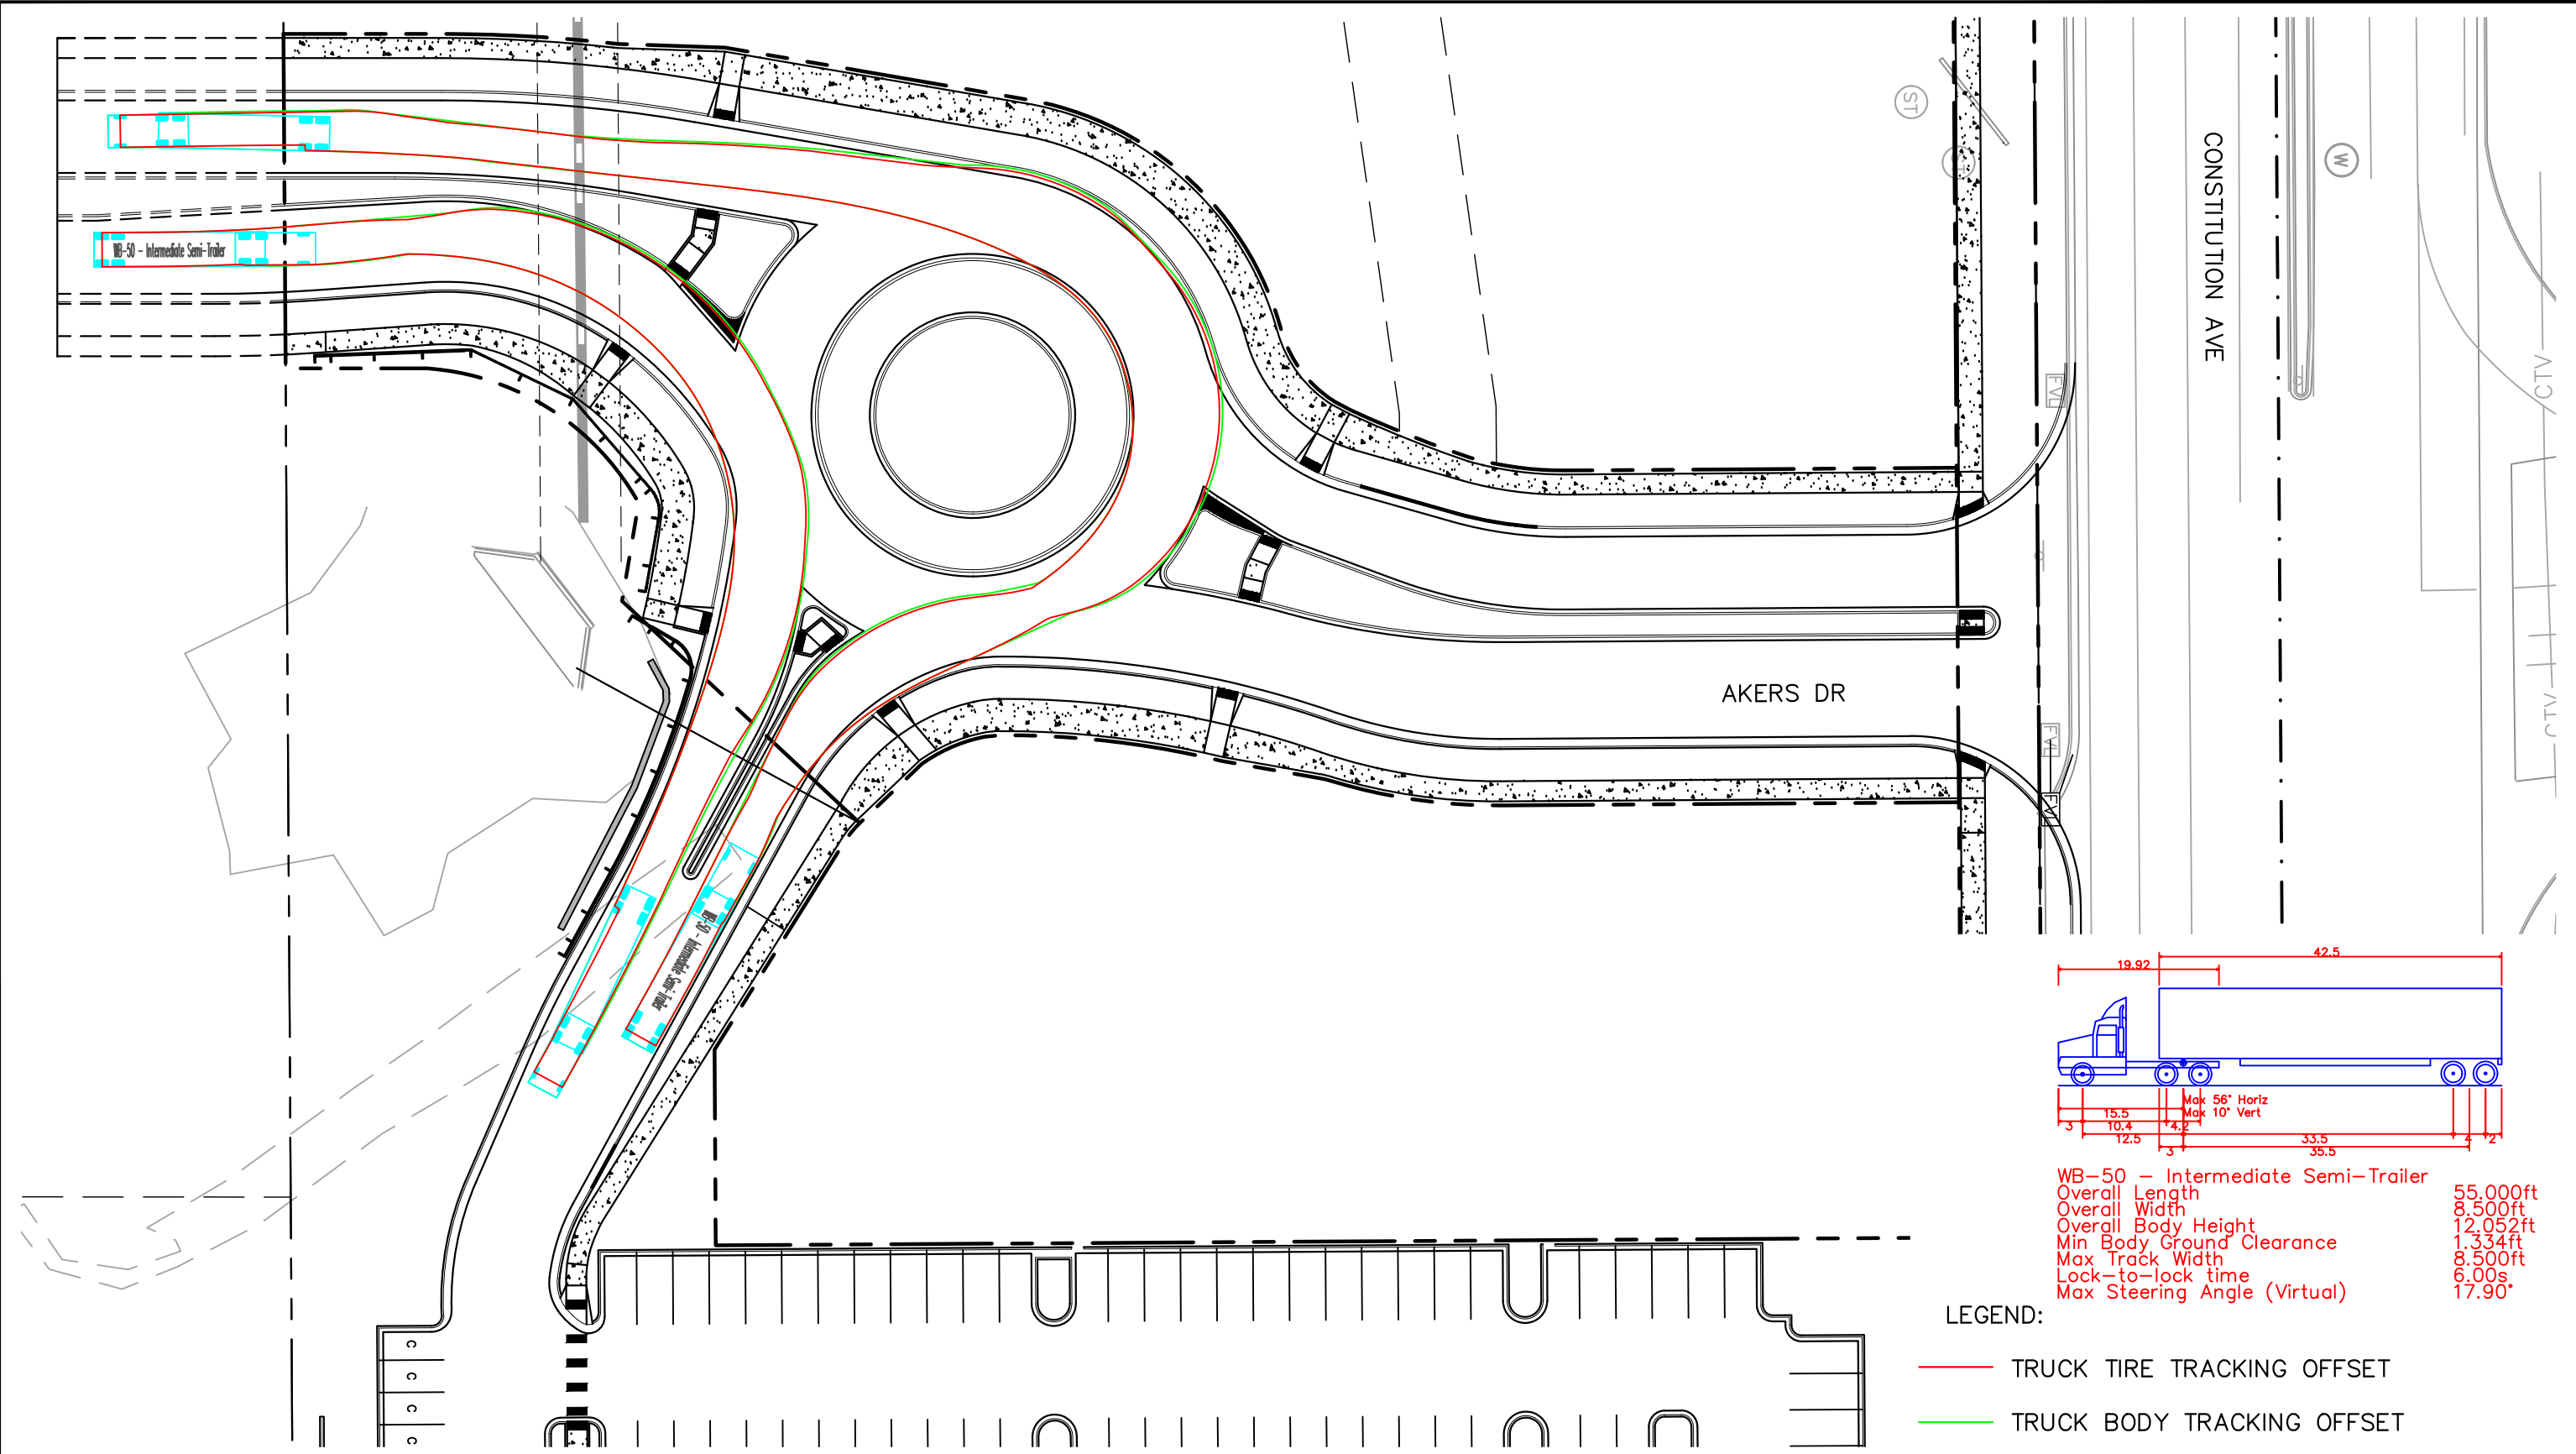 ST
ST
W
CONSTITUTION AVE
WB-50 - Intermediate Semi-Trailer
FVL
CTV
AKERS DR
FVL
CTV
FVL
WB-50 - Intermediate Semi-Trailer
42.5
19.92
Max 56° Horiz
Max 10° Vert
15.5
3
10.4
4.2
12.5
33.5
4
2
3
35.5
WB-50 - Intermediate Semi-Trailer
Overall Length 55.000ft
Overall Width 8.500ft
Overall Body Height 12.052ft
Min Body Ground Clearance 1.334ft
Max Track Width 8.500ft
Lock-to-lock time 6.00s
Max Steering Angle (Virtual) 17.90°
LEGEND:
TRUCK TIRE TRACKING OFFSET
TRUCK BODY TRACKING OFFSET
C
C
C
C